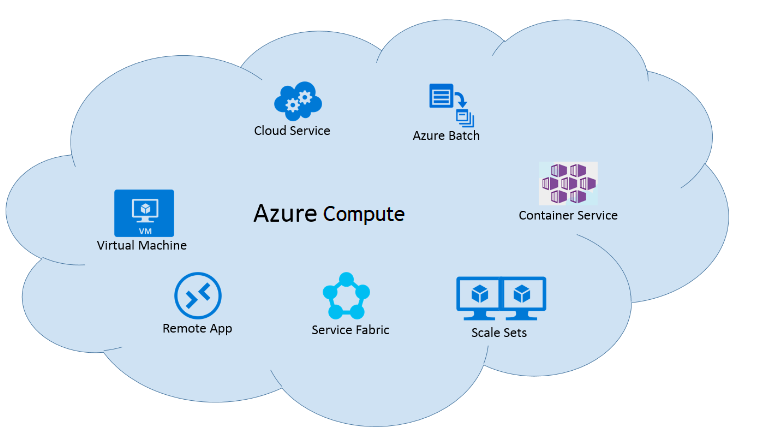 Cloud Service
Azure Batch
Container Service
Azure Compute
VM
Virtual Machine
Remote App
Service Fabric
Scale Sets